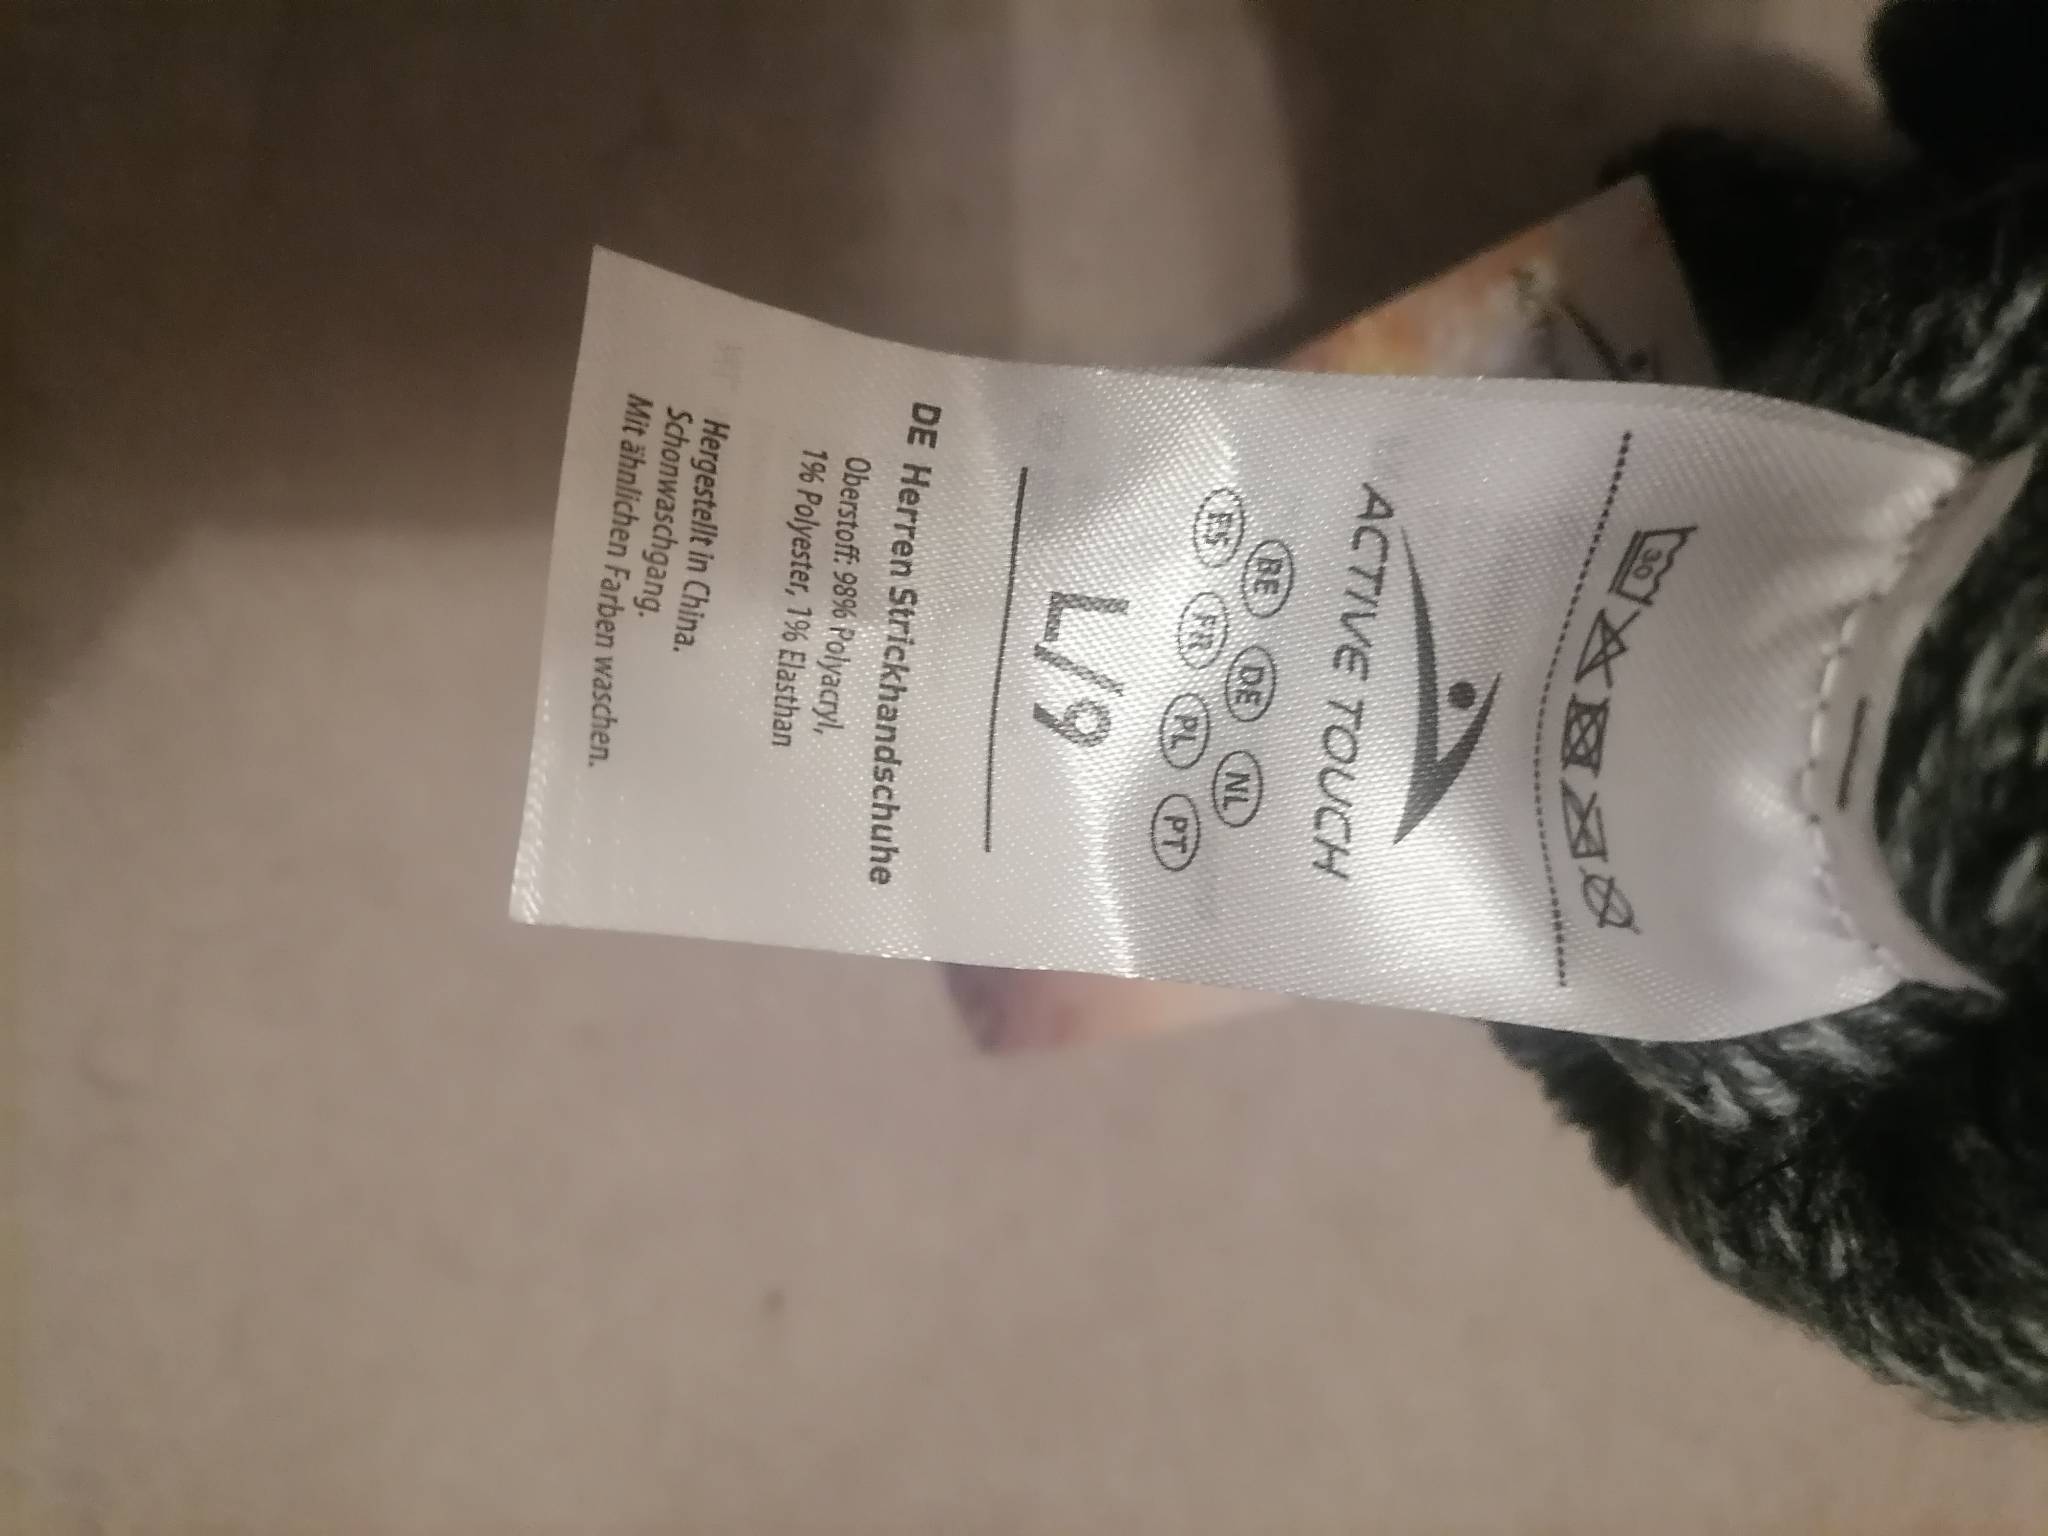 30
ACTIVE TOUCH
BE DE NL
ES FR PL PT
L/9
DE Herren Strickhandschuhe
Oberstoff: 98% Polyacryl,
1% Polyester, 1% Elasthan
Hergestellt in China.
Schonwaschgang.
Mit ähnlichen Farben waschen.